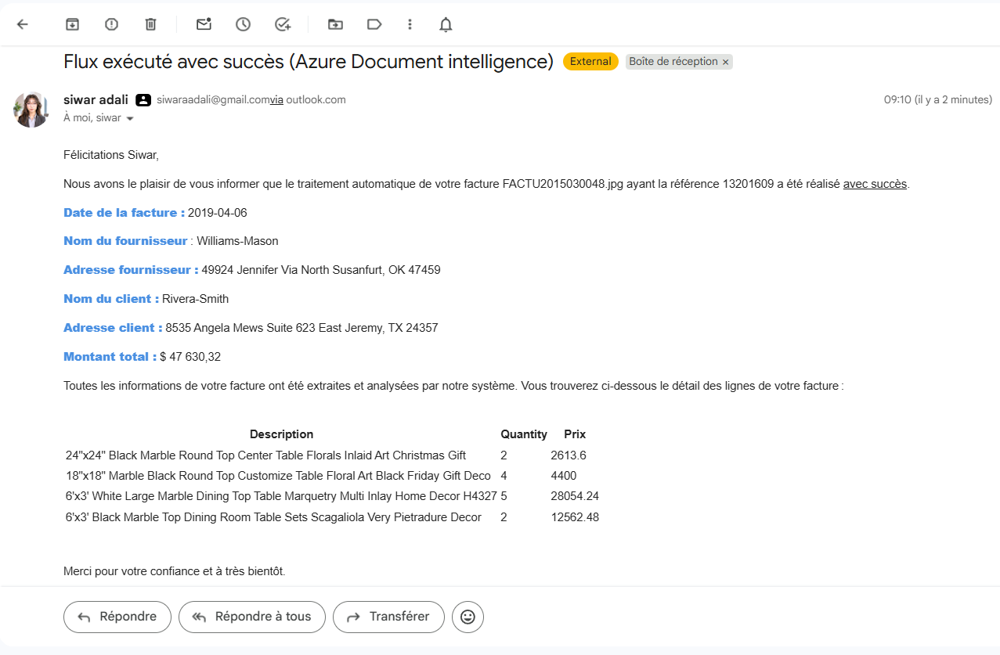 Flux exécuté avec succès (Azure Document intelligence) External Boîte de réception ×
siwar adali siwaraadali@gmail.comvia outlook.com 09:10 (il y a 2 minutes)
À moi, siwar
Félicitations Siwar,
Nous avons le plaisir de vous informer que le traitement automatique de votre facture FACTU2015030048.jpg ayant la référence 13201609 a été réalisé avec succès.
Date de la facture : 2019-04-06
Nom du fournisseur : Williams-Mason
Adresse fournisseur : 49924 Jennifer Via North Susanfurt, OK 47459
Nom du client : Rivera-Smith
Adresse client : 8535 Angela Mews Suite 623 East Jeremy, TX 24357
Montant total : $ 47 630,32
Toutes les informations de votre facture ont été extraites et analysées par notre système. Vous trouverez ci-dessous le détail des lignes de votre facture :
Description Quantity Prix
24"x24" Black Marble Round Top Center Table Florals Inlaid Art Christmas Gift 2 2613.6
18"x18" Marble Black Round Top Customize Table Floral Art Black Friday Gift Deco 4 4400
6'x3' White Large Marble Dining Top Table Marquetry Multi Inlay Home Decor H4327 5 28054.24
6'x3' Black Marble Top Dining Room Table Sets Scagaliola Very Pietradure Decor 2 12562.48
Merci pour votre confiance et à très bientôt.
Répondre Répondre à tous Transférer